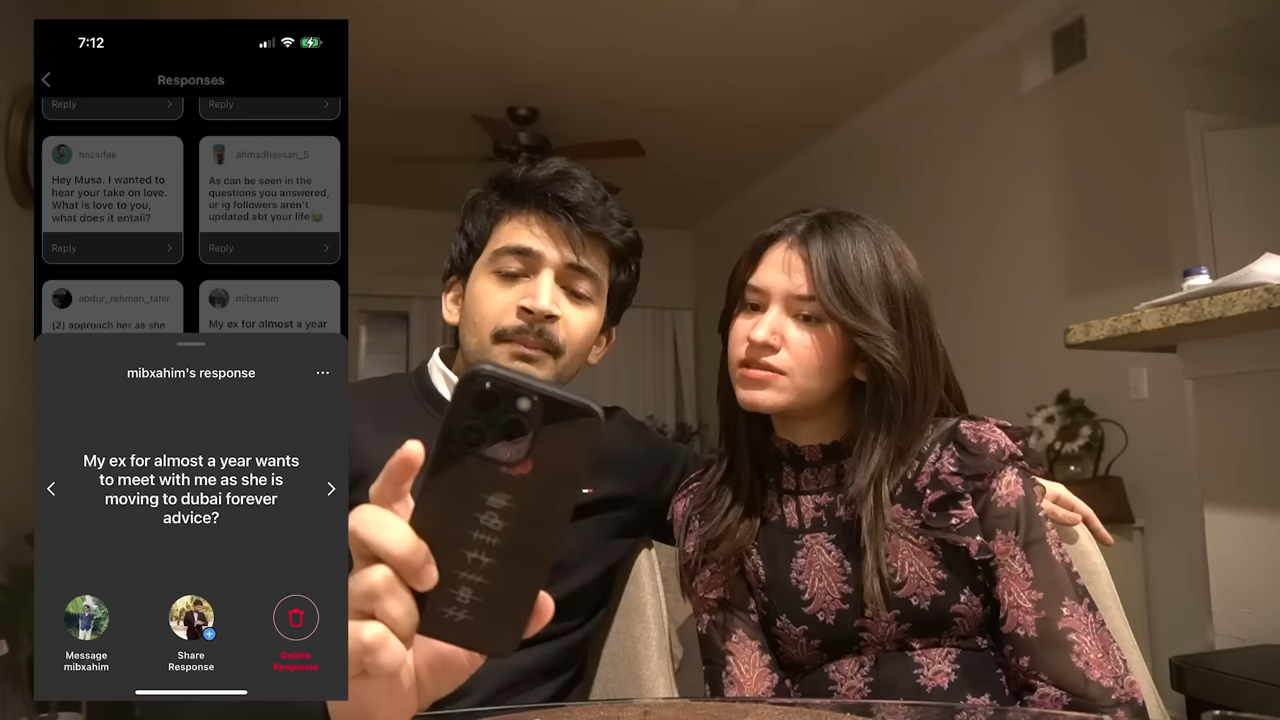 7:12
Responses
Reply
Reply
hozaifae
Hey Musa. I wanted to
hear your take on love.
What is love to you,
what does it entail?
Reply
ahmadhassan_5
As can be seen in the
questions you answered,
ur ig followers aren't
updated abt your life😂
Reply
abdur_rehman_tahir
(2) approach her as she
mibxahim
My ex for almost a year
mibxahim's response
My ex for almost a year wants
to meet with me as she is
moving to dubai forever
advice?
Message
mibxahim
Share
Response
Delete
Response